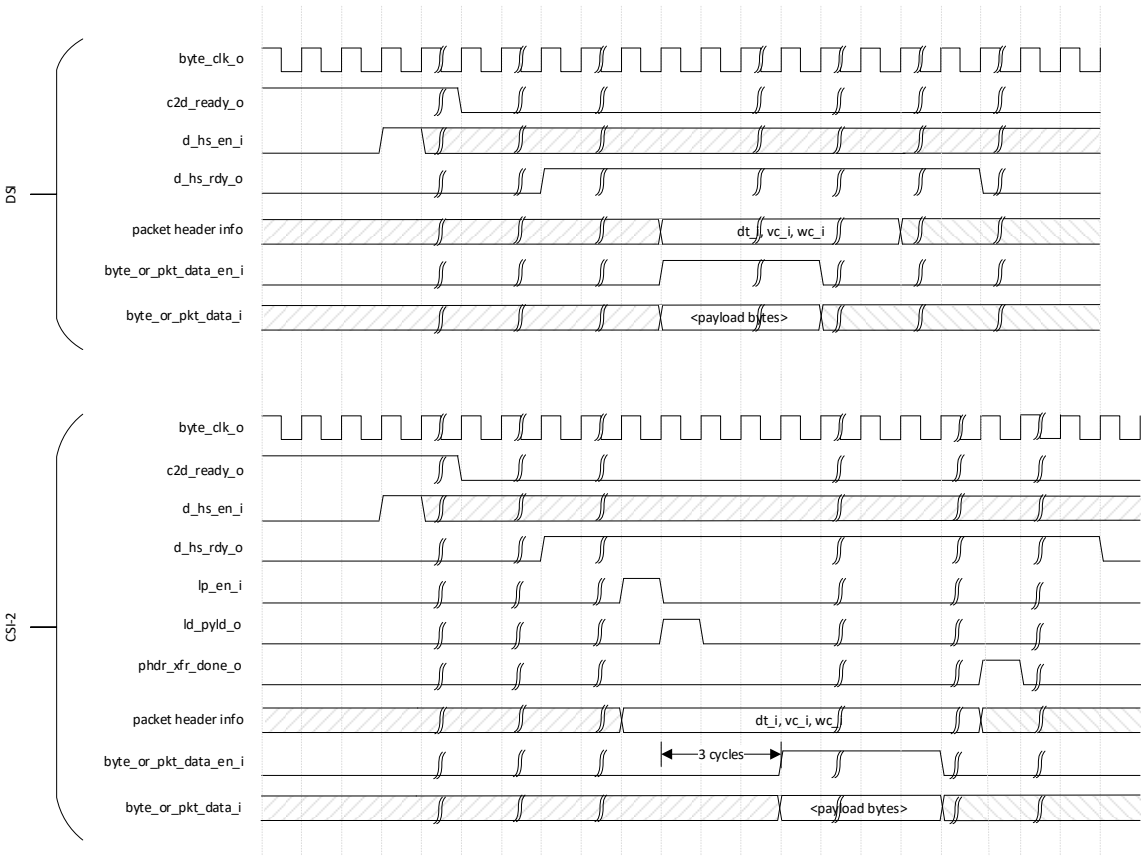 DSI
byte_clk_o
c2d_ready_o
d_hs_en_i
d_hs_rdy_o
packet header info
dt_i, vc_i, wc_i
byte_or_pkt_data_en_i
byte_or_pkt_data_i
<payload bytes>
CSI-2
byte_clk_o
c2d_ready_o
d_hs_en_i
d_hs_rdy_o
lp_en_i
ld_pyld_o
phdr_xfr_done_o
packet header info
dt_i, vc_i, wc_i
byte_or_pkt_data_en_i
3 cycles
byte_or_pkt_data_i
<payload bytes>